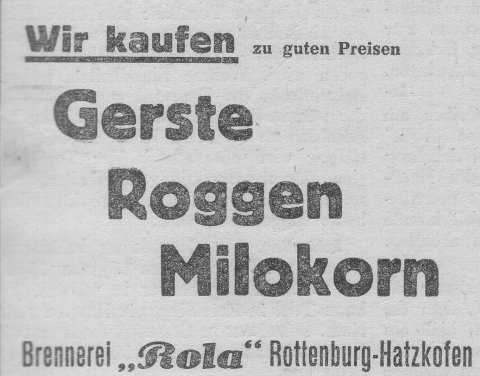 Wir kaufen zu guten Preisen
Gerste
Roggen
Milokorn
Brennerei „Rola“ Rottenburg-Hatzkofen